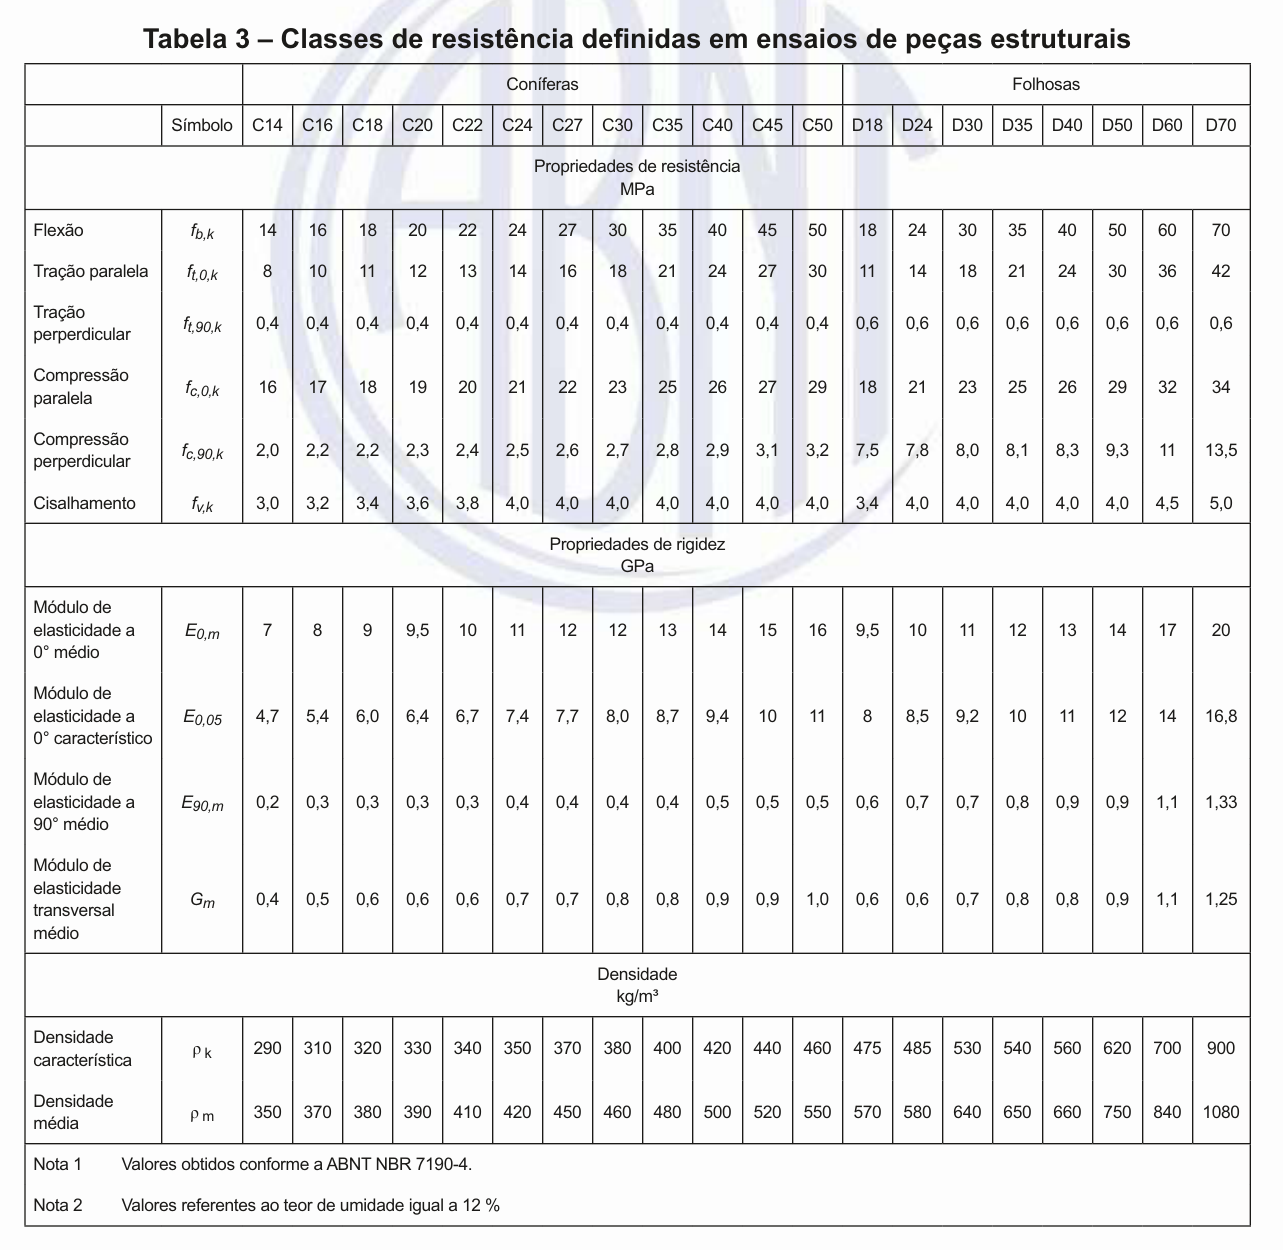 Tabela 3 – Classes de resistência definidas em ensaios de peças estruturais
Coníferas Folhosas
Símbolo C14 C16 C18 C20 C22 C24 C27 C30 C35 C40 C45 C50 D18 D24 D30 D35 D40 D50 D60 D70
Propriedades de resistência
MPa
Flexão fb,k 14 16 18 20 22 24 27 30 35 40 45 50 18 24 30 35 40 50 60 70
Tração paralela ft,0,k 8 10 11 12 13 14 16 18 21 24 27 30 11 14 18 21 24 30 36 42
Tração
perperdicular ft,90,k 0,4 0,4 0,4 0,4 0,4 0,4 0,4 0,4 0,4 0,4 0,4 0,4 0,6 0,6 0,6 0,6 0,6 0,6 0,6 0,6
Compressão
paralela fc,0,k 16 17 18 19 20 21 22 23 25 26 27 29 18 21 23 25 26 29 32 34
Compressão
perperdicular fc,90,k 2,0 2,2 2,2 2,3 2,4 2,5 2,6 2,7 2,8 2,9 3,1 3,2 7,5 7,8 8,0 8,1 8,3 9,3 11 13,5
Cisalhamento fv,k 3,0 3,2 3,4 3,6 3,8 4,0 4,0 4,0 4,0 4,0 4,0 4,0 3,4 4,0 4,0 4,0 4,0 4,0 4,5 5,0
Propriedades de rigidez
GPa
Módulo de
elasticidade a E0,m 7 8 9 9,5 10 11 12 12 13 14 15 16 9,5 10 11 12 13 14 17 20
0° médio
Módulo de
elasticidade a E0,05 4,7 5,4 6,0 6,4 6,7 7,4 7,7 8,0 8,7 9,4 10 11 8 8,5 9,2 10 11 12 14 16,8
0° característico
Módulo de
elasticidade a E90,m 0,2 0,3 0,3 0,3 0,3 0,4 0,4 0,4 0,4 0,5 0,5 0,5 0,6 0,7 0,7 0,8 0,9 0,9 1,1 1,33
90° médio
Módulo de
elasticidade
transversal Gm 0,4 0,5 0,6 0,6 0,6 0,7 0,7 0,8 0,8 0,9 0,9 1,0 0,6 0,6 0,7 0,8 0,8 0,9 1,1 1,25
médio
Densidade
kg/m³
Densidade
característica ρ k 290 310 320 330 340 350 370 380 400 420 440 460 475 485 530 540 560 620 700 900
Densidade
média ρ m 350 370 380 390 410 420 450 460 480 500 520 550 570 580 640 650 660 750 840 1080
Nota 1 Valores obtidos conforme a ABNT NBR 7190-4.
Nota 2 Valores referentes ao teor de umidade igual a 12 %
ABNT